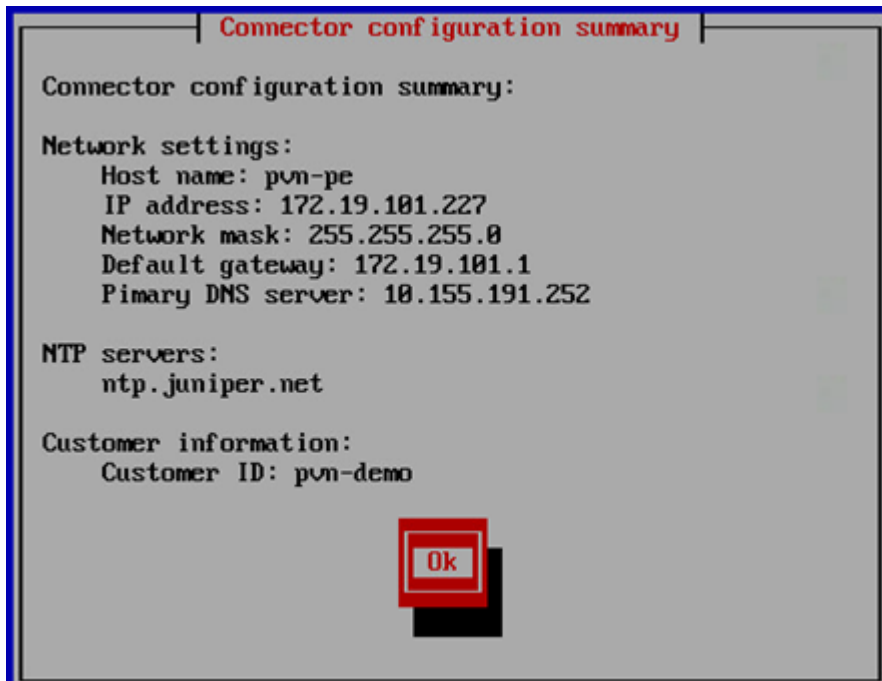 Connector configuration summary
Connector configuration summary:
Network settings:
Host name: pvn-pe
IP address: 172.19.101.227
Network mask: 255.255.255.0
Default gateway: 172.19.101.1
Pimary DNS server: 10.155.191.252
NTP servers:
ntp.juniper.net
Customer information:
Customer ID: pvn-demo
Ok